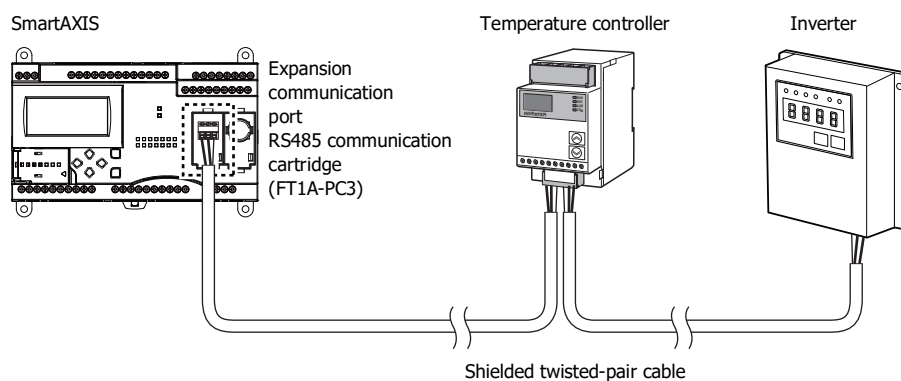 SmartAXIS
Temperature controller
Inverter
Expansion
communication
port
RS485 communication
cartridge
(FT1A-PC3)
Shielded twisted-pair cable